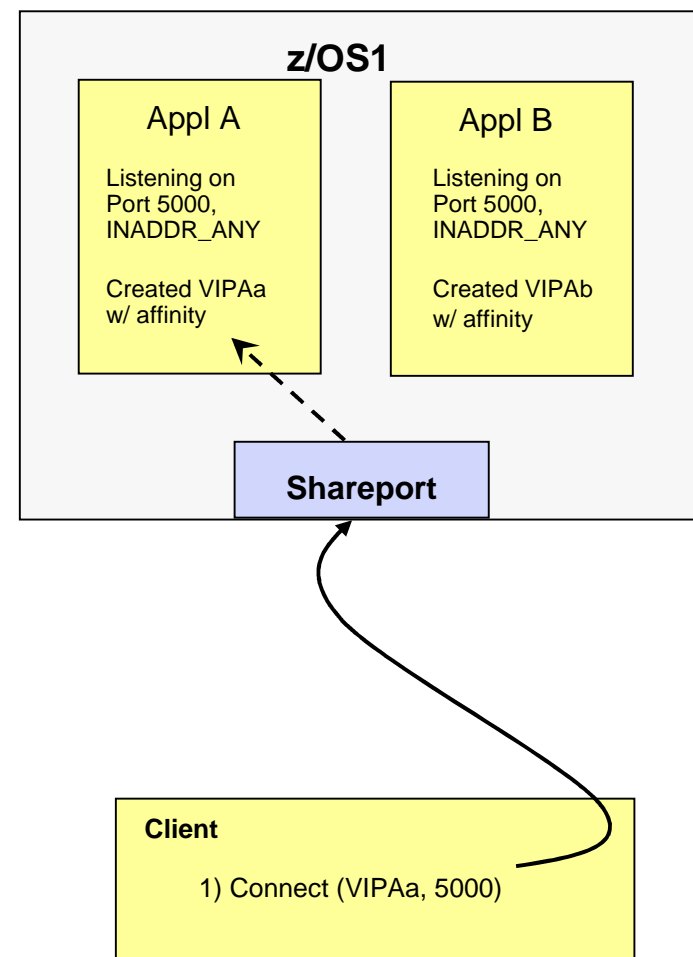 z/OS1
Appl A
Listening on
Port 5000,
INADDR_ANY
Created VIPAa
w/ affinity
Appl B
Listening on
Port 5000,
INADDR_ANY
Created VIPAb
w/ affinity
Shareport
Client
1) Connect (VIPAa, 5000)